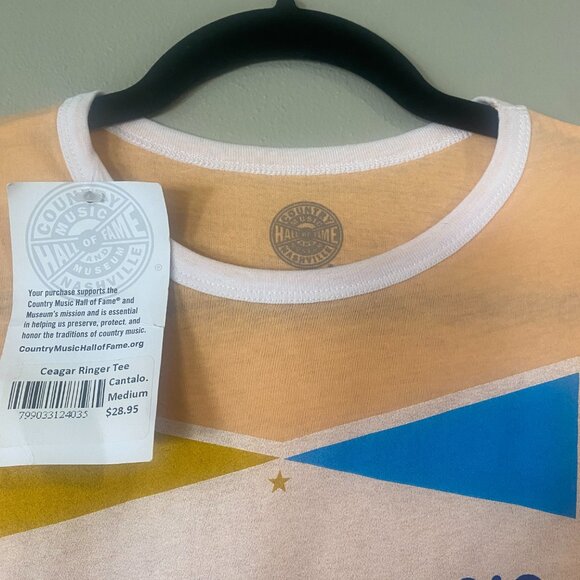 COUNTRY
MUSIC
HALL OF FAME
AND
MUSEUM
NASHVILLE
®
Your purchase supports the
Country Music Hall of Fame® and
Museum's mission and is essential
in helping us preserve, protect, and
honor the traditions of country music.
CountryMusicHallofFame.org
Ceagar Ringer Tee
Cantalo.
Medium
799033124035
$28.95
COUNTRY
MUSIC
HALL OF FAME
NASHVILLE